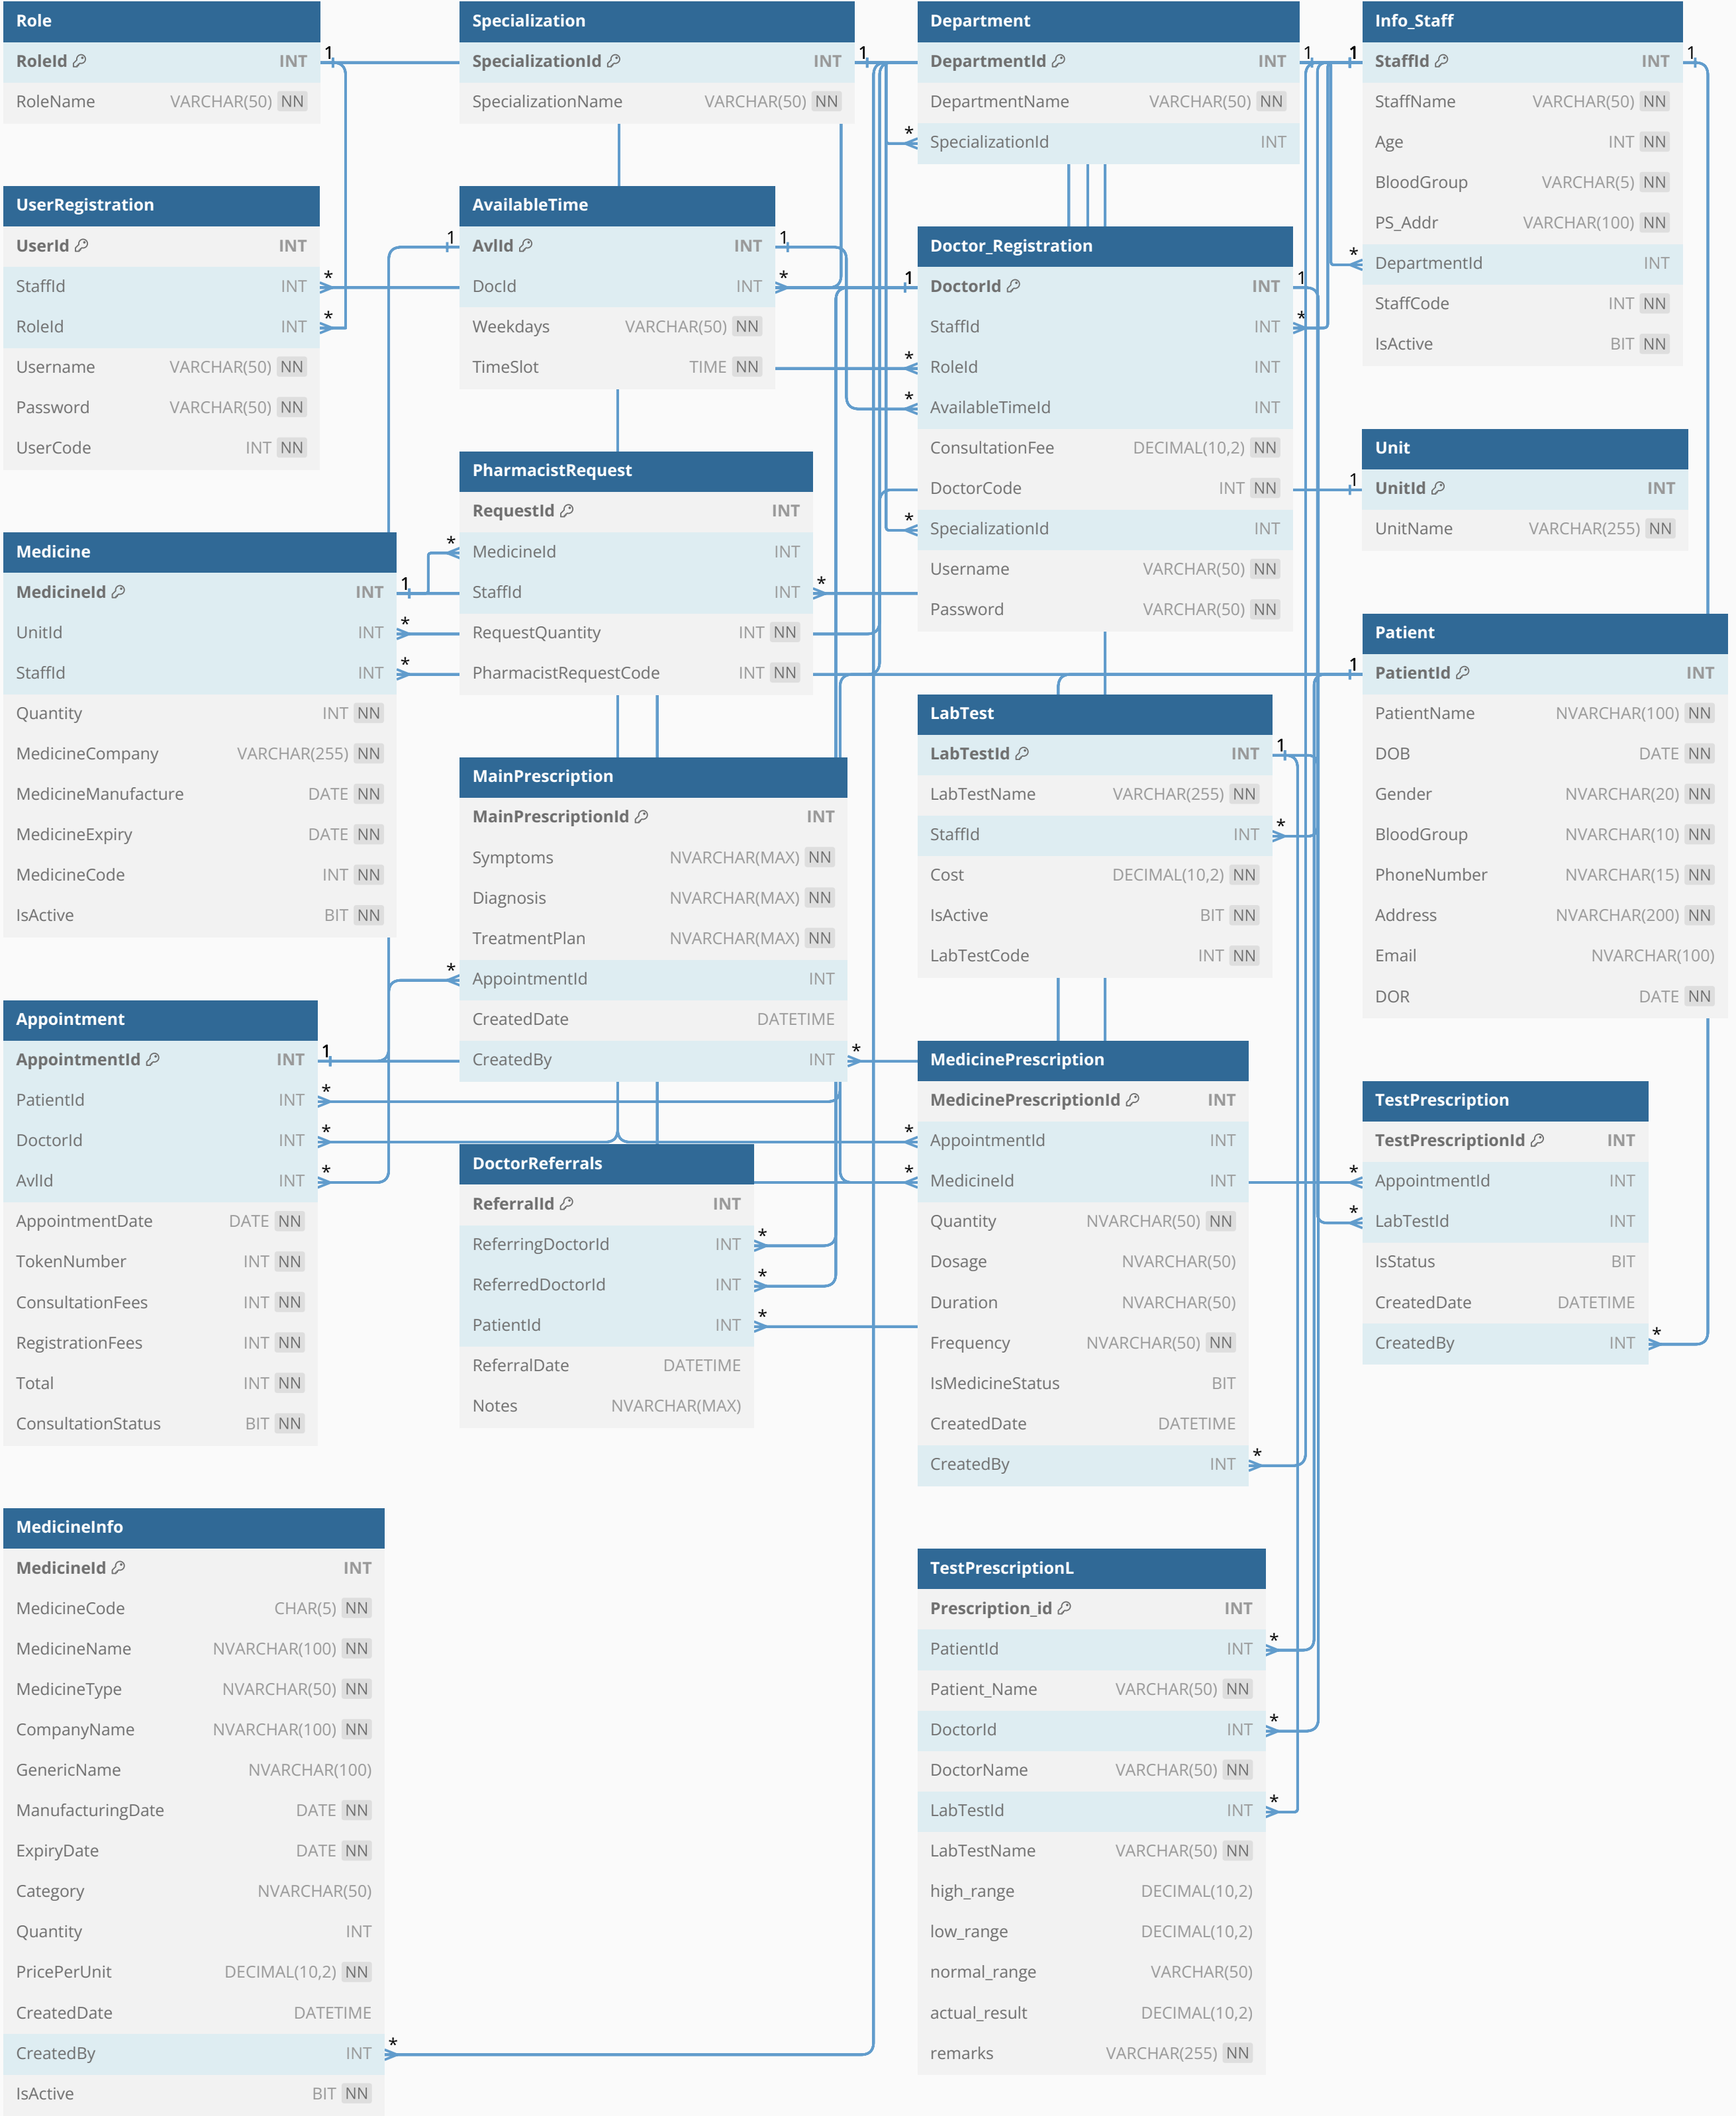 Role
RoleId INT
RoleName VARCHAR(50) NN
Specialization
SpecializationId INT
SpecializationName VARCHAR(50) NN
Department
DepartmentId INT
DepartmentName VARCHAR(50) NN
SpecializationId INT
Info_Staff
StaffId INT
StaffName VARCHAR(50) NN
Age INT NN
BloodGroup VARCHAR(5) NN
PS_Addr VARCHAR(100) NN
DepartmentId INT
StaffCode INT NN
IsActive BIT NN
UserRegistration
UserId INT
StaffId INT
RoleId INT
Username VARCHAR(50) NN
Password VARCHAR(50) NN
UserCode INT NN
AvailableTime
AvlId INT
DocId INT
Weekdays VARCHAR(50) NN
TimeSlot TIME NN
Doctor_Registration
DoctorId INT
StaffId INT
RoleId INT
AvailableTimeId INT
ConsultationFee DECIMAL(10,2) NN
DoctorCode INT NN
SpecializationId INT
Username VARCHAR(50) NN
Password VARCHAR(50) NN
Unit
UnitId INT
UnitName VARCHAR(255) NN
PharmacistRequest
RequestId INT
MedicineId INT
StaffId INT
RequestQuantity INT NN
PharmacistRequestCode INT NN
Medicine
MedicineId INT
UnitId INT
StaffId INT
Quantity INT NN
MedicineCompany VARCHAR(255) NN
MedicineManufacture DATE NN
MedicineExpiry DATE NN
MedicineCode INT NN
IsActive BIT NN
Patient
PatientId INT
PatientName NVARCHAR(100) NN
DOB DATE NN
Gender NVARCHAR(20) NN
BloodGroup NVARCHAR(10) NN
PhoneNumber NVARCHAR(15) NN
Address NVARCHAR(200) NN
Email NVARCHAR(100)
DOR DATE NN
LabTest
LabTestId INT
LabTestName VARCHAR(255) NN
StaffId INT
Cost DECIMAL(10,2) NN
IsActive BIT NN
LabTestCode INT NN
MainPrescription
MainPrescriptionId INT
Symptoms NVARCHAR(MAX) NN
Diagnosis NVARCHAR(MAX) NN
TreatmentPlan NVARCHAR(MAX) NN
AppointmentId INT
CreatedDate DATETIME
CreatedBy INT
Appointment
AppointmentId INT
PatientId INT
DoctorId INT
AvlId INT
AppointmentDate DATE NN
TokenNumber INT NN
ConsultationFees INT NN
RegistrationFees INT NN
Total INT NN
ConsultationStatus BIT NN
DoctorReferrals
ReferralId INT
ReferringDoctorId INT
ReferredDoctorId INT
PatientId INT
ReferralDate DATETIME
Notes NVARCHAR(MAX)
MedicinePrescription
MedicinePrescriptionId INT
AppointmentId INT
MedicineId INT
Quantity NVARCHAR(50) NN
Dosage NVARCHAR(50)
Duration NVARCHAR(50)
Frequency NVARCHAR(50) NN
IsMedicineStatus BIT
CreatedDate DATETIME
CreatedBy INT
TestPrescription
TestPrescriptionId INT
AppointmentId INT
LabTestId INT
IsStatus BIT
CreatedDate DATETIME
CreatedBy INT
MedicineInfo
MedicineId INT
MedicineCode CHAR(5) NN
MedicineName NVARCHAR(100) NN
MedicineType NVARCHAR(50) NN
CompanyName NVARCHAR(100) NN
GenericName NVARCHAR(100)
ManufacturingDate DATE NN
ExpiryDate DATE NN
Category NVARCHAR(50)
Quantity INT
PricePerUnit DECIMAL(10,2) NN
CreatedDate DATETIME
CreatedBy INT
IsActive BIT NN
TestPrescriptionL
Prescription_id INT
PatientId INT
Patient_Name VARCHAR(50) NN
DoctorId INT
DoctorName VARCHAR(50) NN
LabTestId INT
LabTestName VARCHAR(50) NN
high_range DECIMAL(10,2)
low_range DECIMAL(10,2)
normal_range VARCHAR(50)
actual_result DECIMAL(10,2)
remarks VARCHAR(255) NN